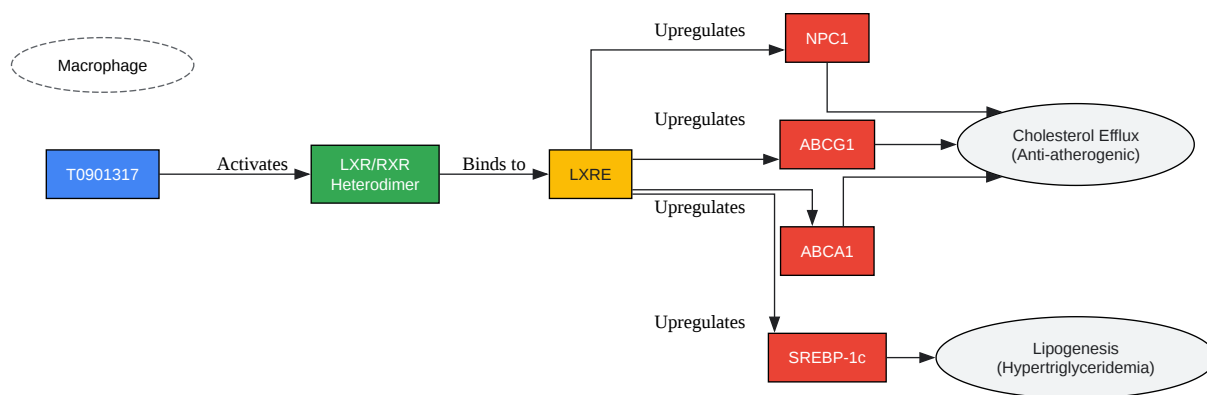 Upregulates
NPC1
Macrophage
Upregulates
Cholesterol Efflux
(Anti-atherogenic)
ABCG1
T0901317
Activates
LXR/RXR
Heterodimer
Binds to
LXRE
Upregulates
ABCA1
Upregulates
SREBP-1c
Lipogenesis
(Hypertriglyceridemia)